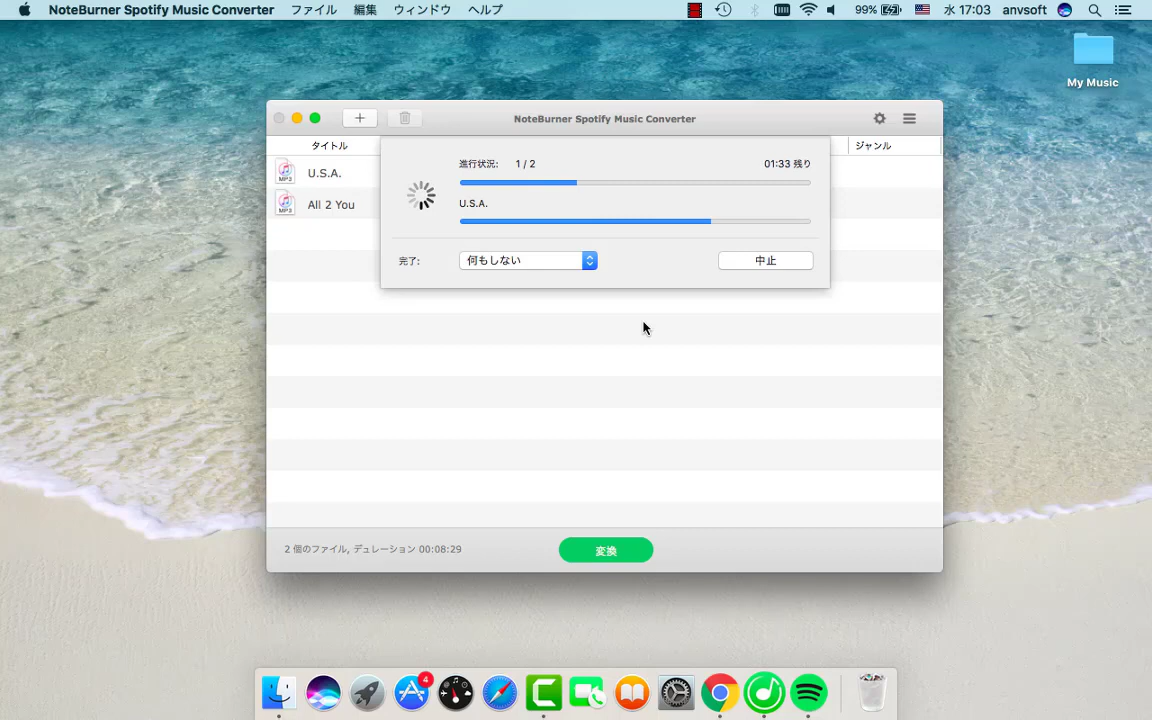 NoteBurner Spotify Music Converter ファイル 編集 ウィンドウ ヘルプ 99% 水 17:03 anvsoft
My Music
NoteBurner Spotify Music Converter
タイトル ジャンル
進行状況: 1 / 2 01:33 残り
MP3 U.S.A.
U.S.A.
MP3 All 2 You
完了: 何もしない 中止
2 個のファイル, デュレーション 00:08:29
変換
4